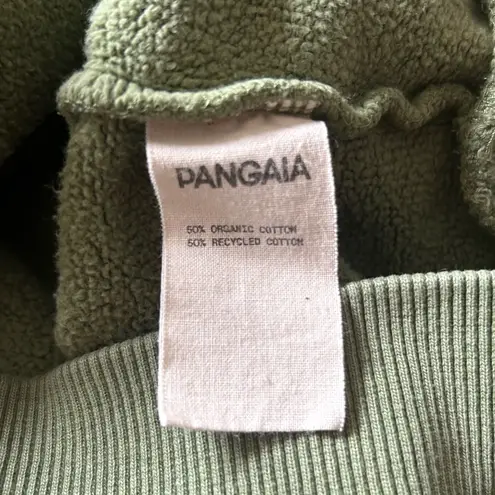 PANGAIA
50% ORGANIC COTTON
50% RECYCLED COTTON